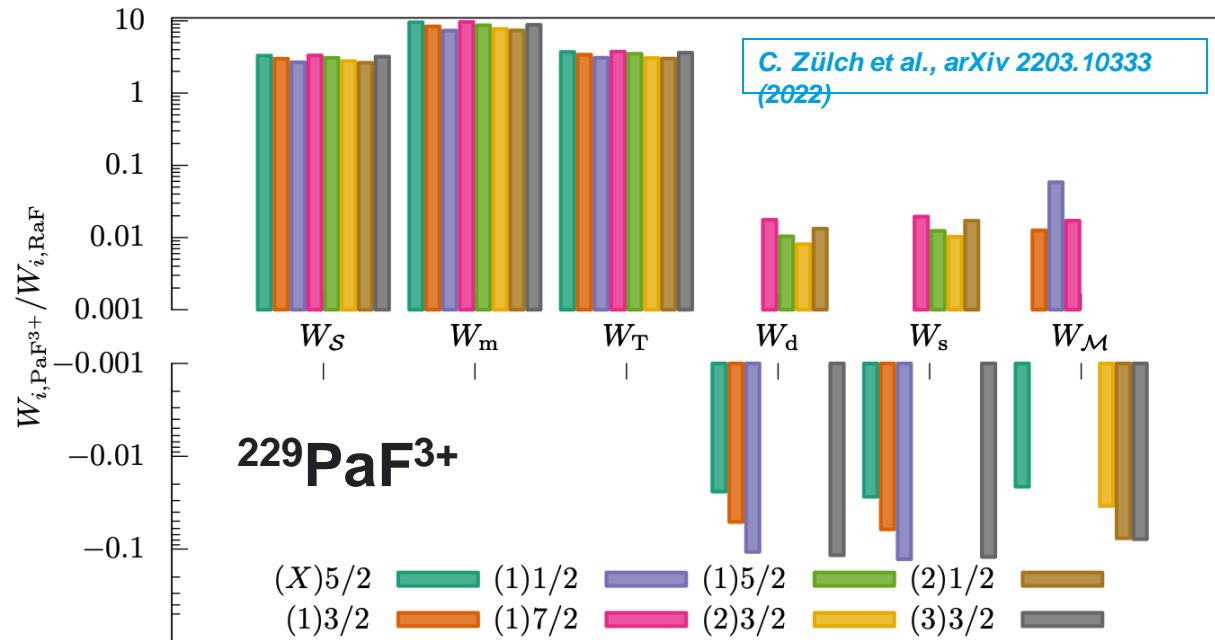 10
C. Zülch et al., arXiv 2203.10333
(2022)
1
0.1
0.01
0.001
W_𝒮 W_m W_T W_d W_s W_ℳ
−0.001
W_{i,PaF³⁺}/W_{i,RaF}
−0.01
²²⁹PaF³⁺
−0.1
(X)5/2 (1)1/2 (1)5/2 (2)1/2
(1)3/2 (1)7/2 (2)3/2 (3)3/2